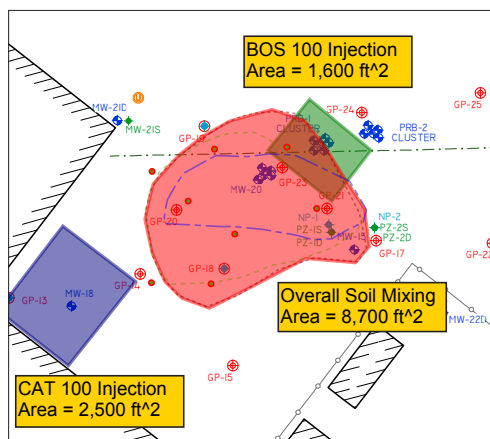 BOS 100 Injection
Area = 1,600 ft^2
GP-25
GP-24
MW-21D
MW-21S
PRB-1
CLUSTER
PRB-2
CLUSTER
GP-23
MW-20
GP-20
GP-21
NP-1
NP-2
PZ-1S
PZ-2S
PZ-1D
PZ-2D
MW-15
GP-17
GP-22
GP-18
GP-14
GP-13
MW-18
Overall Soil Mixing
Area = 8,700 ft^2
MW-22D
GP-15
CAT 100 Injection
Area = 2,500 ft^2